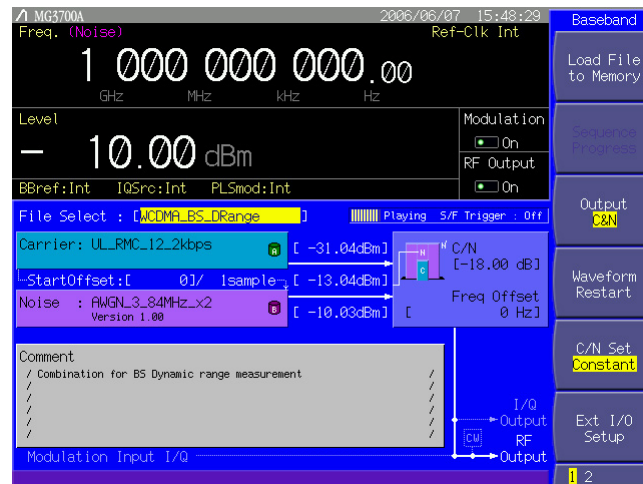 MG3700A 2006/06/07 15:48:29
Freq. (Noise) Ref-Clk Int
1 000 000 000.00
GHz MHz kHz Hz
Level
- 10.00 dBm
Modulation
On
RF Output
On
BBref:Int IQSrc:Int PLSmod:Int
File Select : [WCDMA_BS_DRange ] Playing S/F Trigger : Off
Carrier: UL_RMC_12_2kbps A [ -31.04dBm]
StartOffset:[ 0]/ 1sample [ -13.04dBm]
Noise : AWGN_3_84MHz_x2 B [ -10.03dBm]
Version 1.00
N
C
N C/N
[-18.00 dB]
Freq Offset
[ 0 Hz]
Comment
/ Combination for BS Dynamic range measurement /
/ /
/ /
/ /
/ /
/ /
I/Q
Output
CW RF
Output
Modulation Input I/Q
Baseband
Load File
to Memory
Sequence
Progress
Output
C&N
Waveform
Restart
C/N Set
Constant
Ext I/O
Setup
1 2